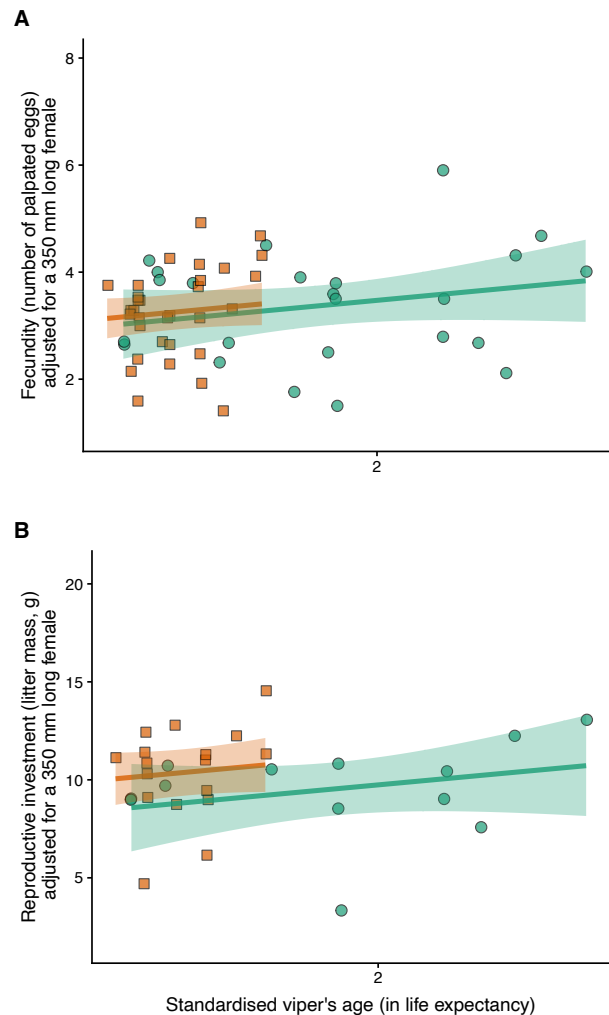 A
Fecundity (number of palpated eggs)
adjusted for a 350 mm long female
8
6
4
2
2
B
Reproductive investment (litter mass, g)
adjusted for a 350 mm long female
20
15
10
5
2
Standardised viper's age (in life expectancy)